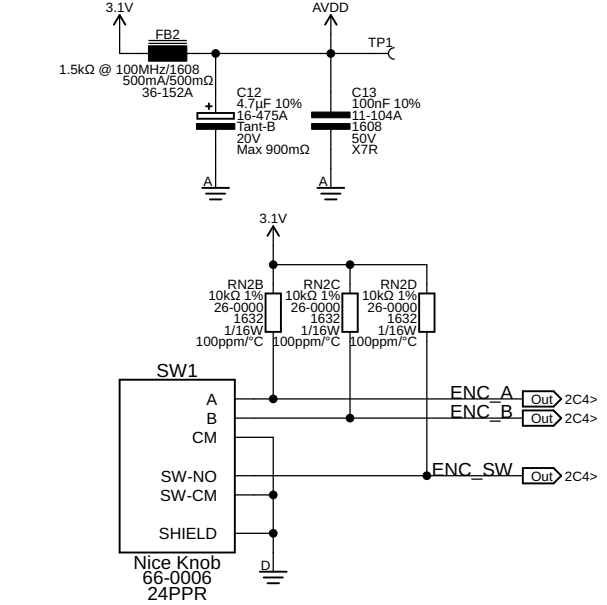 3.1V
AVDD
FB2
TP1
1.5kΩ @ 100MHz/1608
500mA/500mΩ
36-152A
+
C12
4.7µF 10%
16-475A
Tant-B
20V
Max 900mΩ
C13
100nF 10%
11-104A
1608
50V
X7R
A
A
3.1V
RN2B
10kΩ 1%
26-0000
1632
1/16W
100ppm/°C
RN2C
10kΩ 1%
26-0000
1632
1/16W
100ppm/°C
RN2D
10kΩ 1%
26-0000
1632
1/16W
100ppm/°C
SW1
A
B
CM
SW-NO
SW-CM
SHIELD
ENC_A
Out 2C4>
ENC_B
Out 2C4>
ENC_SW
Out 2C4>
D
Nice Knob
66-0006
24PPR